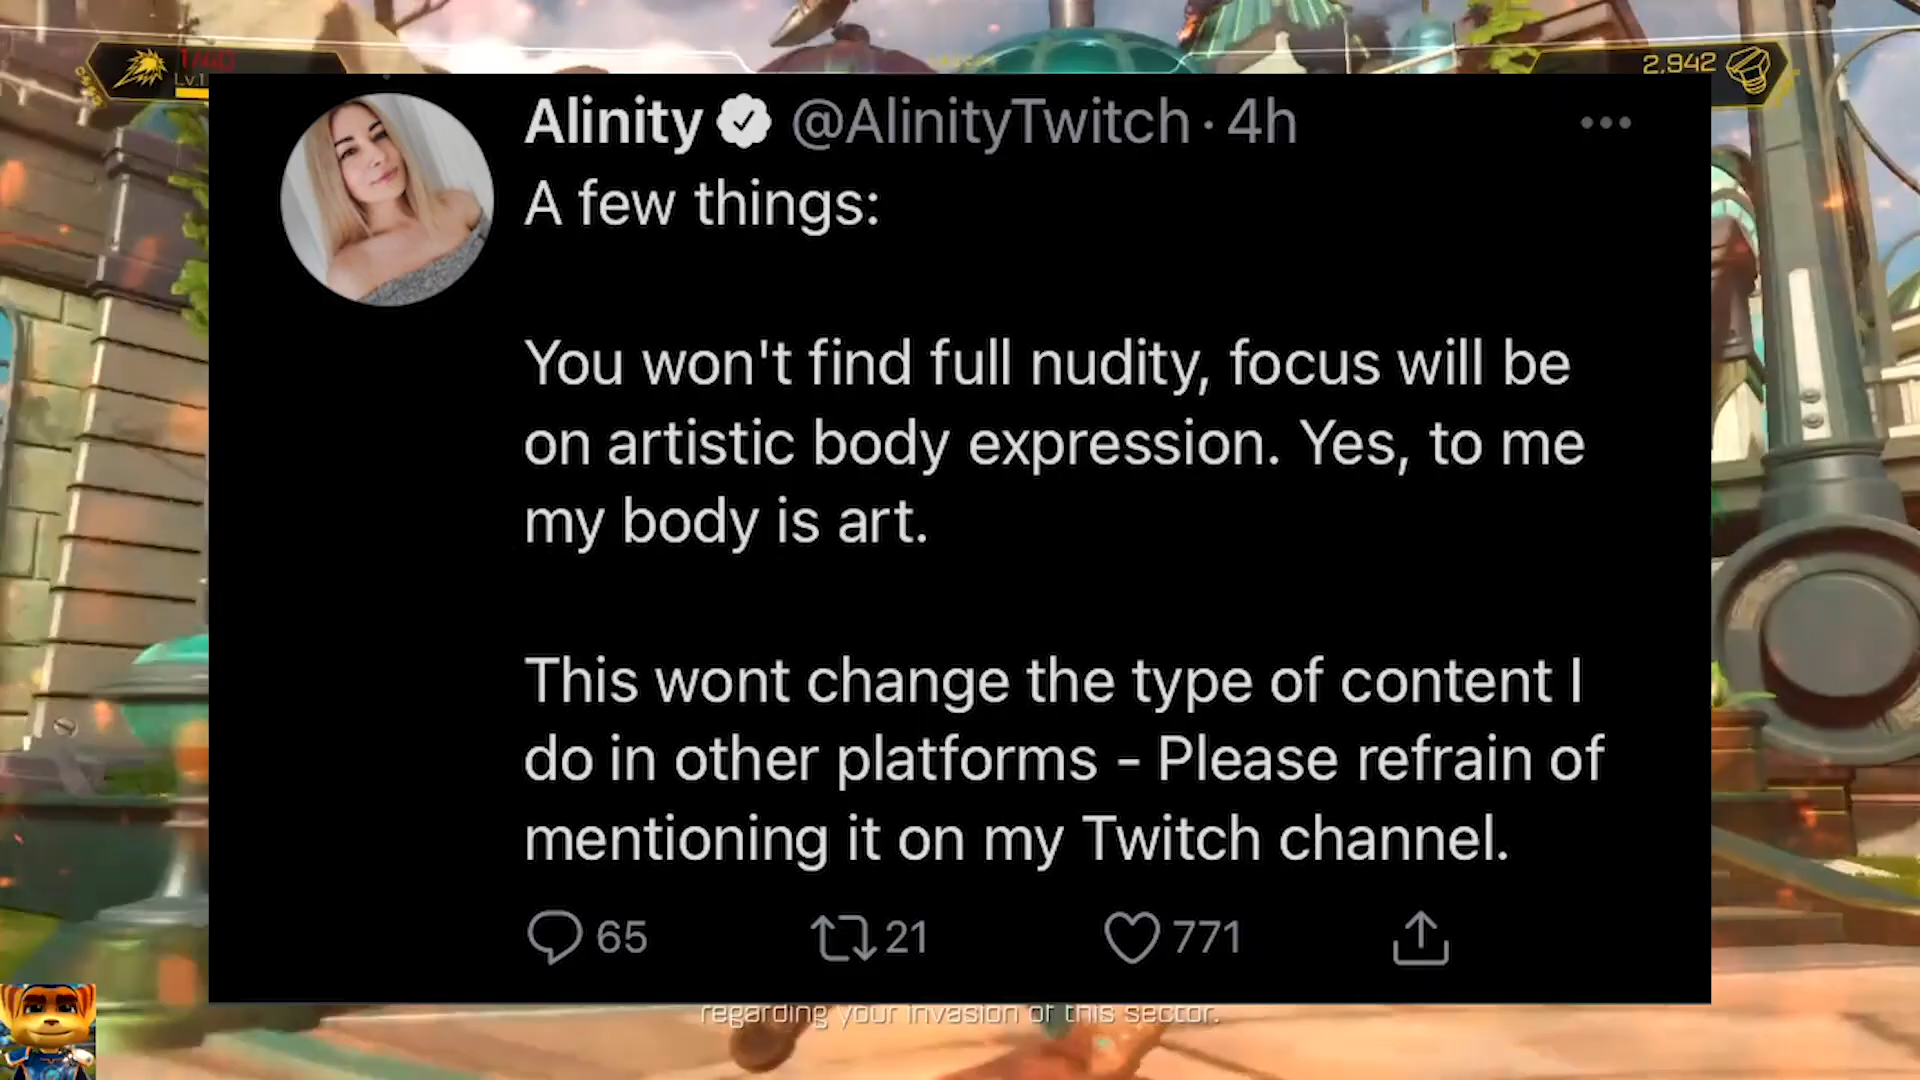 Lv1
2,942
Alinity @AlinityTwitch · 4h
A few things:
You won't find full nudity, focus will be
on artistic body expression. Yes, to me
my body is art.
This wont change the type of content I
do in other platforms – Please refrain of
mentioning it on my Twitch channel.
65 21 771
regarding your invasion of this sector.